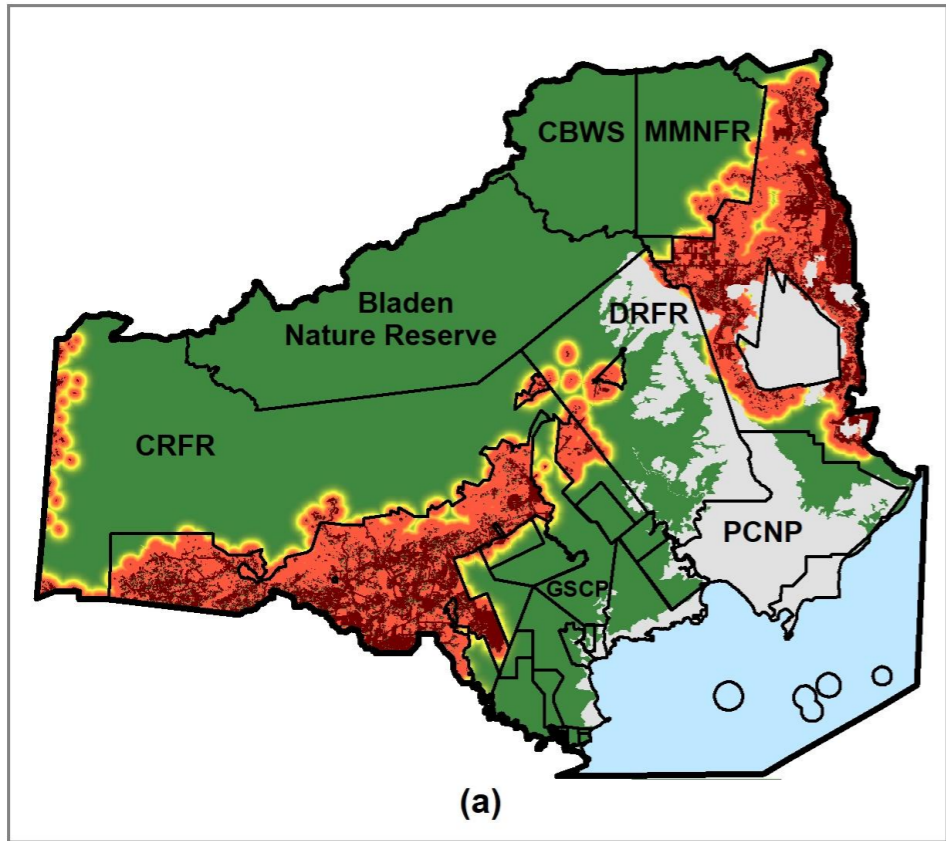 CBWS
MMNFR
Bladen
Nature Reserve
DRFR
CRFR
PCNP
GSCP
(a)